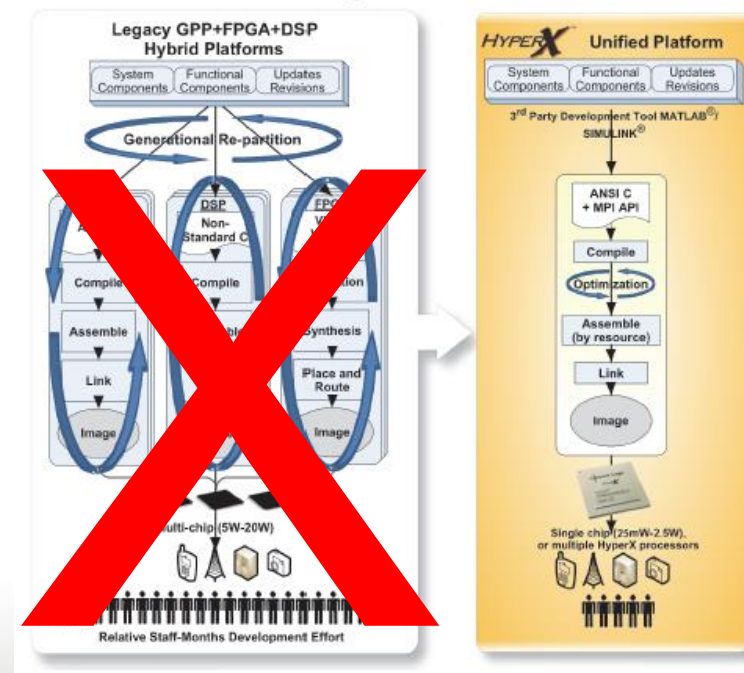 Legacy GPP+FPGA+DSP
Hybrid Platforms
System
Components
Functional
Components
Updates
Revisions
Generational Re-partition
Compile
Assemble
Link
Image
DSP
Non-
Standard C
Compile
Synthesis
Place and
Route
Image
(5W-20W)
Relative Staff-Months Development Effort
HYPERX Unified Platform
System
Components
Functional
Components
Updates
Revisions
3rd Party Development Tool MATLAB®/
SIMULINK®
ANSI C
+ MPI API
Compile
Optimization
Assemble
(by resource)
Link
Image
Single chip (25mW-2.5W),
or multiple HyperX processors